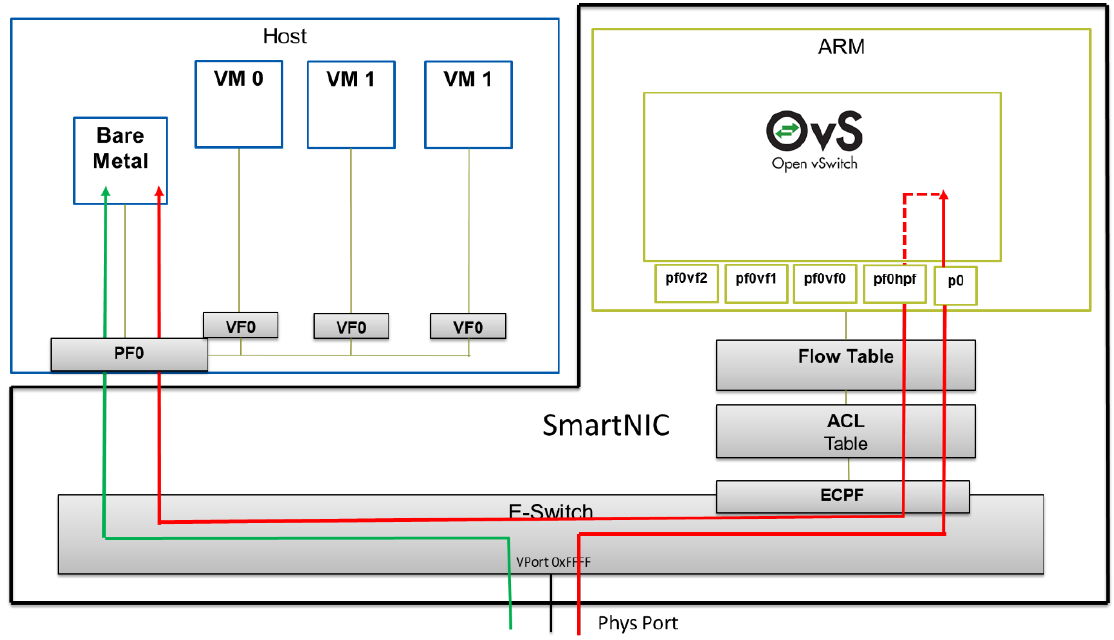 Host
VM 0
VM 1
VM 1
Bare
Metal
VF0
VF0
VF0
PF0
ARM
OvS
Open vSwitch
pf0vf2
pf0vf1
pf0vf0
pf0hpf
p0
Flow Table
ACL
Table
SmartNIC
ECPF
E-Switch
VPort 0xFFFF
Phys Port